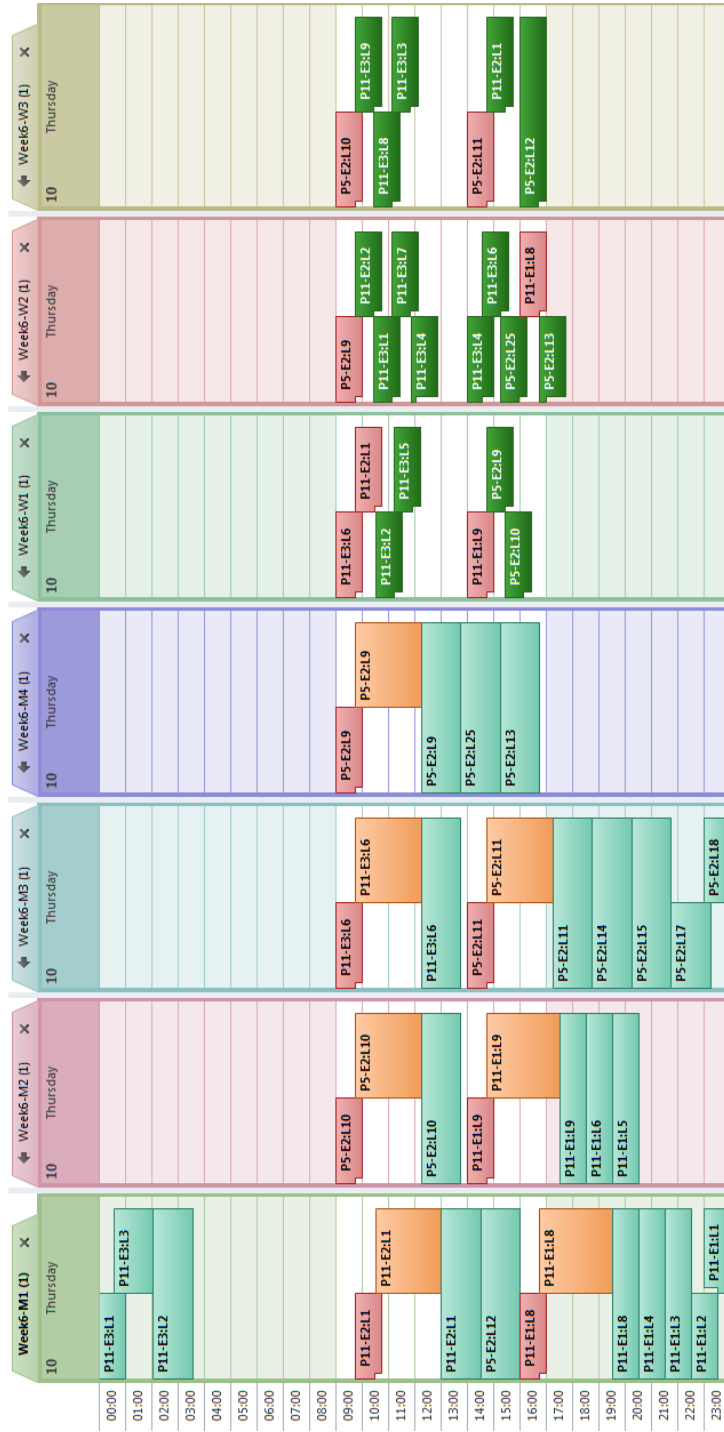 Week6-M1 (1)
10 Thursday
P11-E3:L1
P11-E3:L3
P11-E3:L2
P11-E2:L1
P11-E2:L1
P11-E2:L1
P5-E2:L12
P11-E1:L8
P11-E1:L8
P11-E1:L8
P11-E1:L4
P11-E1:L3
P11-E1:L2
P11-E1:L1
Week6-M2 (1)
10 Thursday
P5-E2:L10
P5-E2:L10
P5-E2:L10
P11-E1:L9
P11-E1:L9
P11-E1:L9
P11-E1:L6
P11-E1:L5
Week6-M3 (1)
10 Thursday
P11-E3:L6
P11-E3:L6
P11-E3:L6
P5-E2:L11
P5-E2:L11
P5-E2:L11
P5-E2:L14
P5-E2:L15
P5-E2:L17
P5-E2:L18
Week6-M4 (1)
10 Thursday
P5-E2:L9
P5-E2:L9
P5-E2:L9
P5-E2:L25
P5-E2:L13
Week6-W1 (1)
10 Thursday
P11-E3:L6
P11-E2:L1
P11-E3:L2
P11-E3:L5
P11-E1:L9
P5-E2:L9
P5-E2:L10
Week6-W2 (1)
10 Thursday
P5-E2:L9
P11-E2:L2
P11-E3:L1
P11-E3:L7
P11-E3:L4
P11-E3:L4
P11-E3:L6
P5-E2:L25
P11-E1:L8
P5-E2:L13
Week6-W3 (1)
10 Thursday
P5-E2:L10
P11-E3:L9
P11-E3:L8
P11-E3:L3
P5-E2:L11
P11-E2:L1
P5-E2:L12
00:00
01:00
02:00
03:00
04:00
05:00
06:00
07:00
08:00
09:00
10:00
11:00
12:00
13:00
14:00
15:00
16:00
17:00
18:00
19:00
20:00
21:00
22:00
23:00